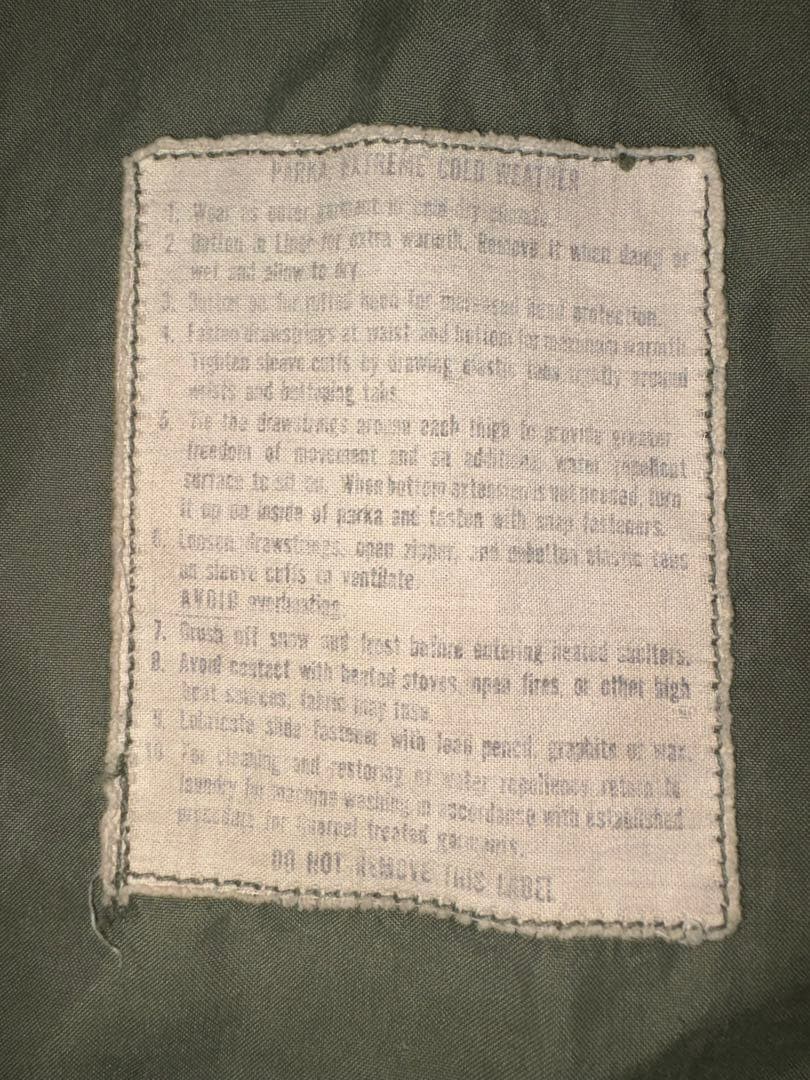 PARKA EXTREME COLD WEATHER
1. Wear as outer garment in cold dry climate.
2. Button in Liner for extra warmth. Remove it when damp or
wet and allow to dry.
3. Button on fur ruffed hood for increased head protection.
4. Fasten drawstrings at waist and bottom for maximum warmth.
Tighten sleeve cuffs by drawing elastic tabs tightly around
wrists and buttoning tabs.
5. Tie the drawstrings around each thigh to provide greater
freedom of movement and an additional water repellent
surface to sit on. When bottom extension is not needed, turn
it up on inside of parka and fasten with snap fasteners.
6. Loosen drawstrings, open zipper, and unbutton elastic tabs
on sleeve cuffs to ventilate.
AVOID overheating.
7. Brush off snow and frost before entering heated shelters.
8. Avoid contact with heated stoves, open fires, or other high
heat sources, fabric may fuse.
9. Lubricate slide fastener with lead pencil, graphite or wax.
10. For cleaning and restoring of water repellency return to
laundry for machine washing in accordance with established
procedure for Quarpel treated garments.
DO NOT REMOVE THIS LABEL